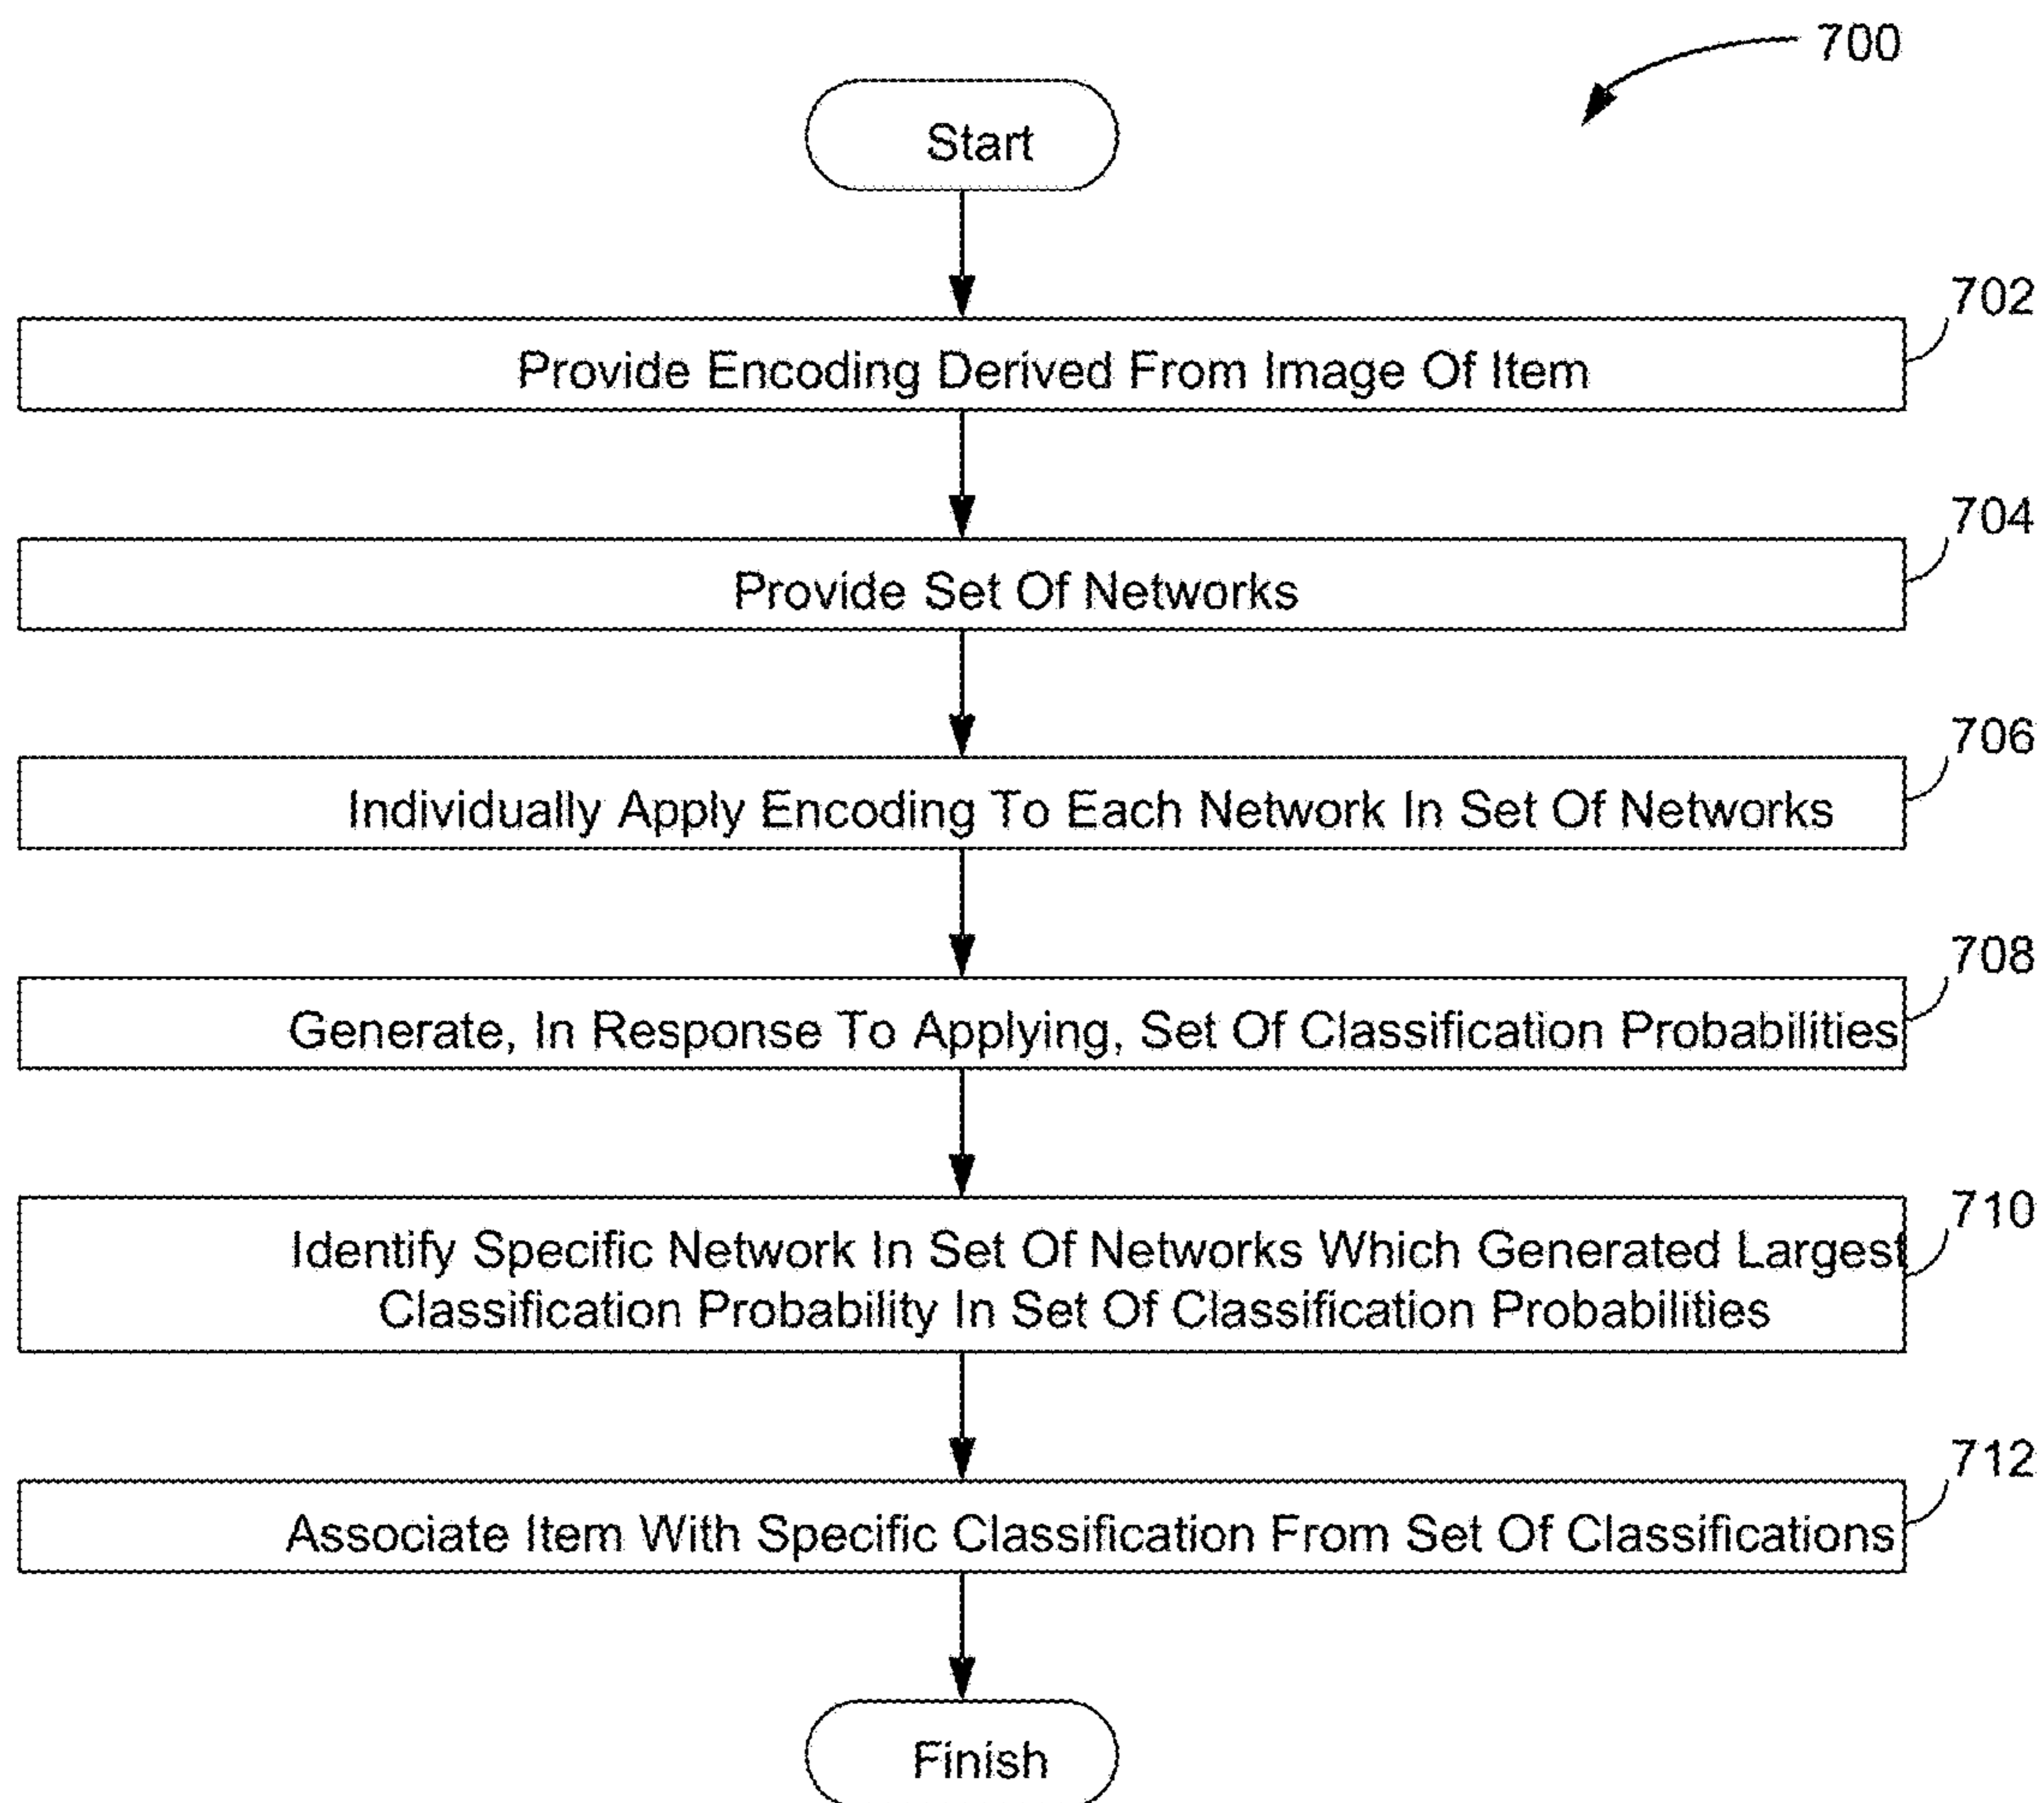 700
Start
702
Provide Encoding Derived From Image Of Item
704
Provide Set Of Networks
706
Individually Apply Encoding To Each Network In Set Of Networks
708
Generate, In Response To Applying, Set Of Classification Probabilities
710
Identify Specific Network In Set Of Networks Which Generated Largest
Classification Probability In Set Of Classification Probabilities
712
Associate Item With Specific Classification From Set Of Classifications
Finish